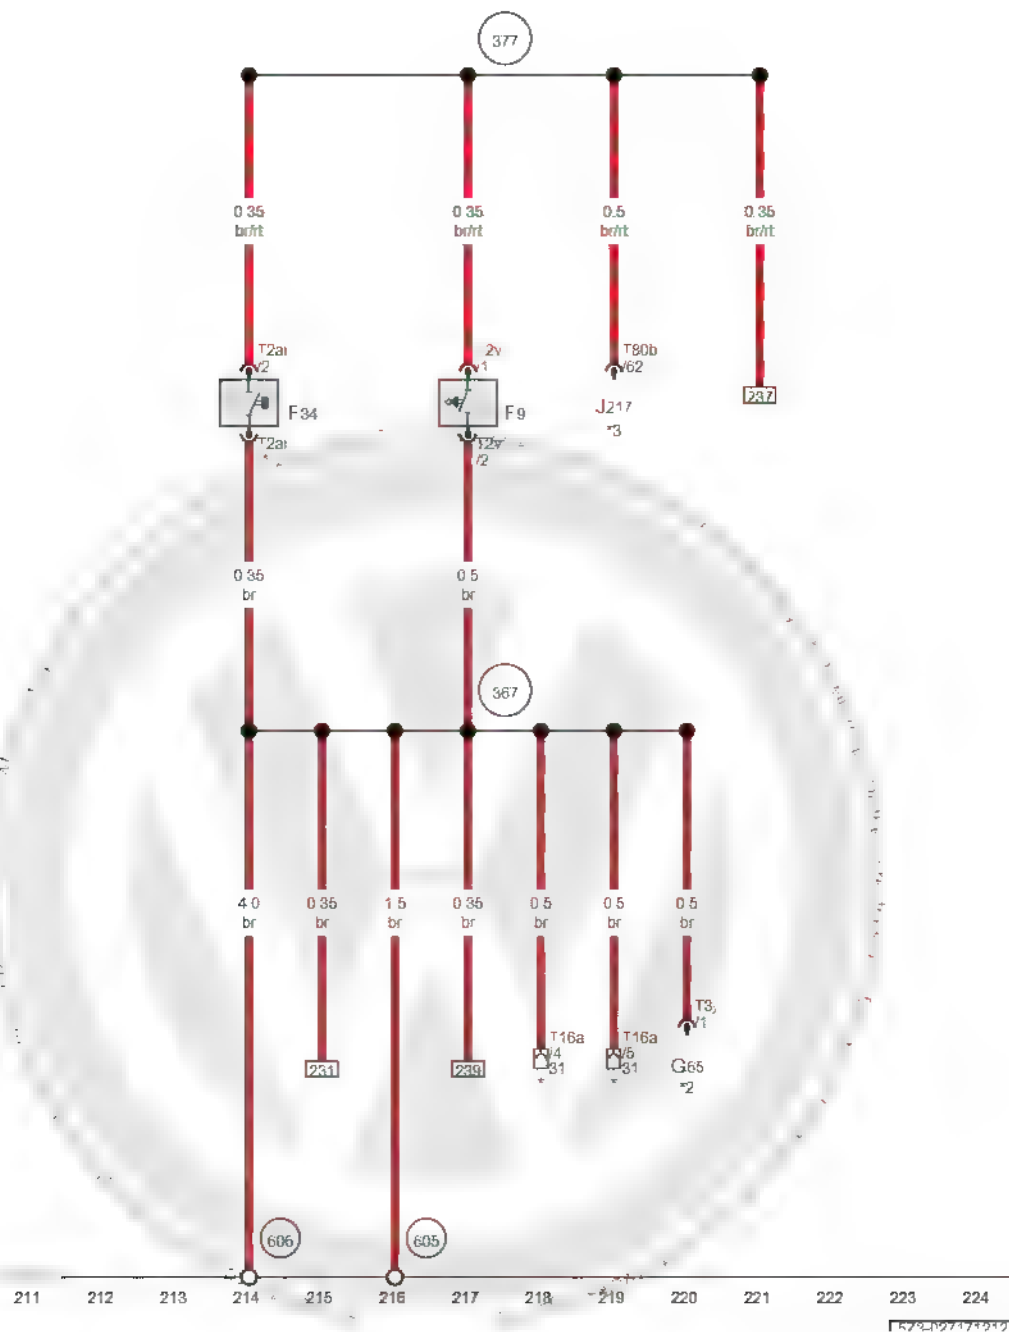 377
0.35 0.35 0.5 0.35
br/rt br/rt br/rt br/rt
T80b
/2 /1 /62
F34 F9 J217 237
*3
T2v
/2
0.35 0.5
br br
367
4.0 0.35 1.5 0.35 0.5 0.5 0.5
br br br br br br br
T16a T16a /1
/4 /5
231 239 31 31 G65
* * *2
606 605
211 212 213 214 215 216 217 218 219 220 221 222 223 224